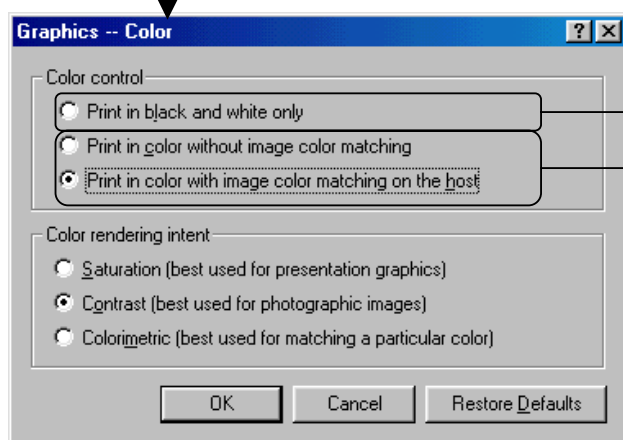 Graphics -- Color
Color control
Print in black and white only
Print in color without image color matching
Print in color with image color matching on the host
Color rendering intent
Saturation (best used for presentation graphics)
Contrast (best used for photographic images)
Colorimetric (best used for matching a particular color)
OK Cancel Restore Defaults